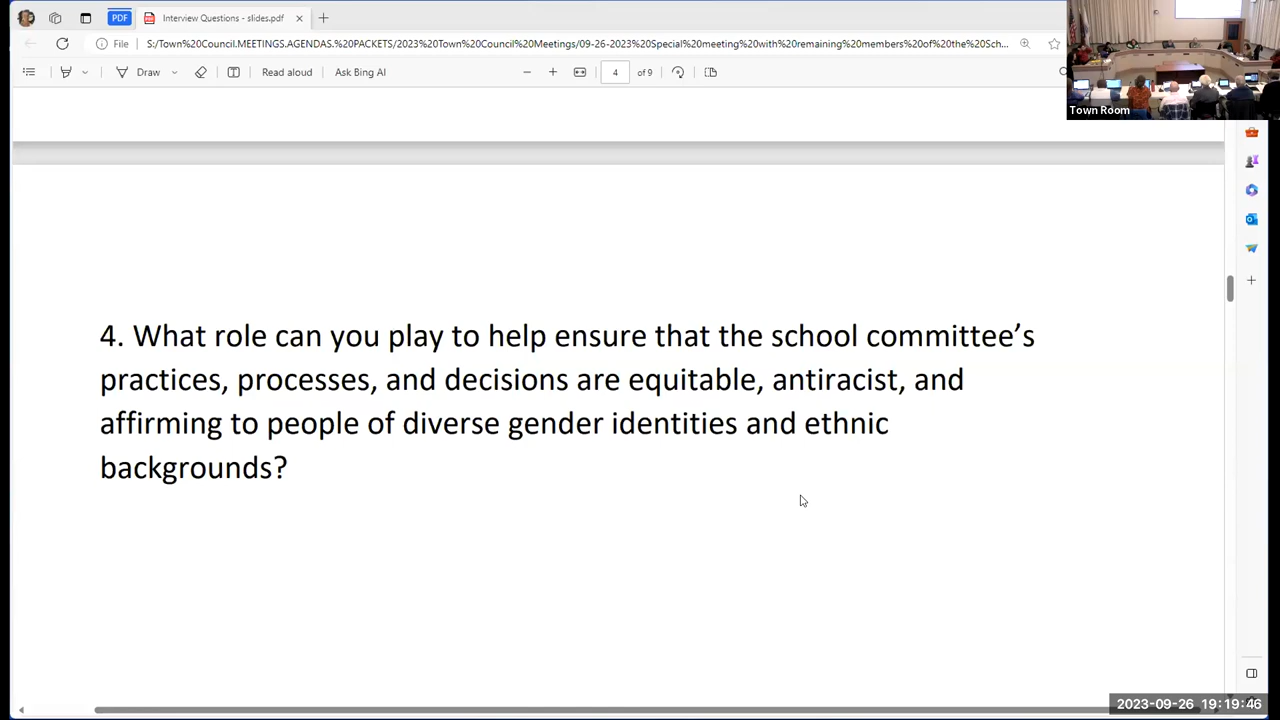 PDF
Interview Questions - slides.pdf
File
S:/Town%20Council.MEETINGS.AGENDAS.%20PACKETS/2023%20Town%20Council%20Meetings/09-26-2023%20Special%20meeting%20with%20remaining%20members%20of%20the%20Sch...
Draw
Read aloud
Ask Bing AI
4
of 9
Town Room
4. What role can you play to help ensure that the school committee’s
practices, processes, and decisions are equitable, antiracist, and
affirming to people of diverse gender identities and ethnic
backgrounds?
2023-09-26 19:19:46